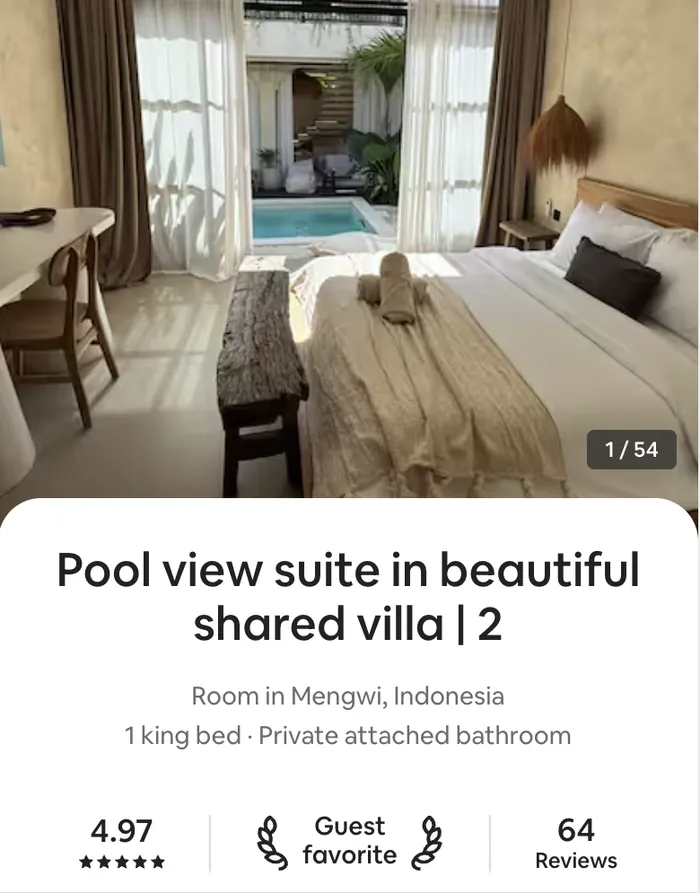 1 / 54
Pool view suite in beautiful
shared villa | 2
Room in Mengwi, Indonesia
1 king bed · Private attached bathroom
4.97
★★★★★
Guest
favorite
64
Reviews